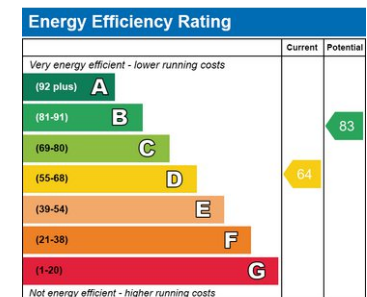 Energy Efficiency Rating
Current Potential
Very energy efficient - lower running costs
(92 plus) A
(81-91) B
83
(69-80) C
(55-68) D
64
(39-54) E
(21-38) F
(1-20) G
Not energy efficient - higher running costs